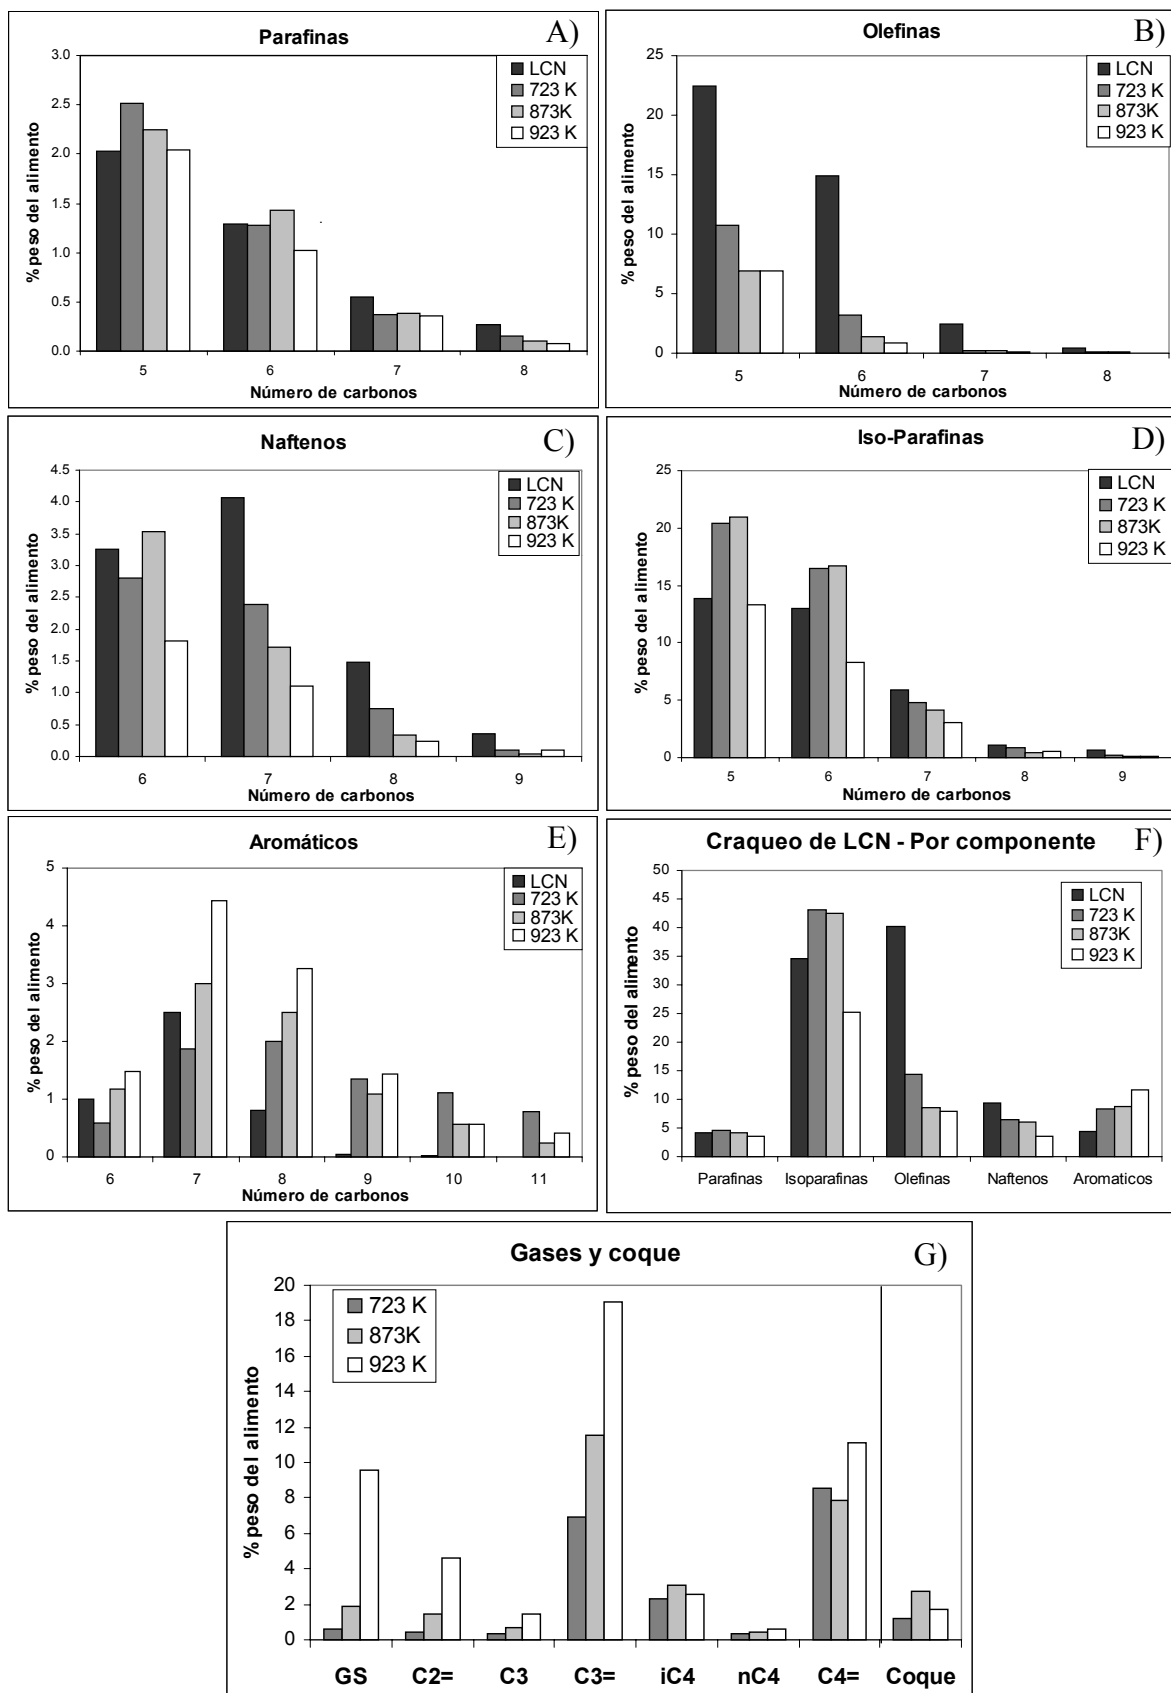 Parafinas
A)
% peso del alimento
3.0
2.5
2.0
1.5
1.0
0.5
0.0
LCN
723 K
873K
923 K
5 6 7 8
Número de carbonos
Olefinas
B)
% peso del alimento
25
20
15
10
5
0
LCN
723 K
873K
923 K
5 6 7 8
Número de carbonos
Naftenos
C)
% peso del alimento
4.5
4.0
3.5
3.0
2.5
2.0
1.5
1.0
0.5
0.0
LCN
723 K
873K
923 K
6 7 8 9
Número de carbonos
Iso-Parafinas
D)
% peso del alimento
25
20
15
10
5
0
LCN
723 K
873K
923 K
5 6 7 8 9
Número de carbonos
Aromáticos
E)
% peso del alimento
5
4
3
2
1
0
LCN
723 K
873K
923 K
6 7 8 9 10 11
Número de carbonos
Craqueo de LCN - Por componente
F)
% peso del alimento
50
45
40
35
30
25
20
15
10
5
0
LCN
723 K
873K
923 K
Parafinas Isoparafinas Olefinas Naftenos Aromaticos
Gases y coque
G)
% peso del alimento
20
18
16
14
12
10
8
6
4
2
0
723 K
873K
923 K
GS C2= C3 C3= iC4 nC4 C4= Coque